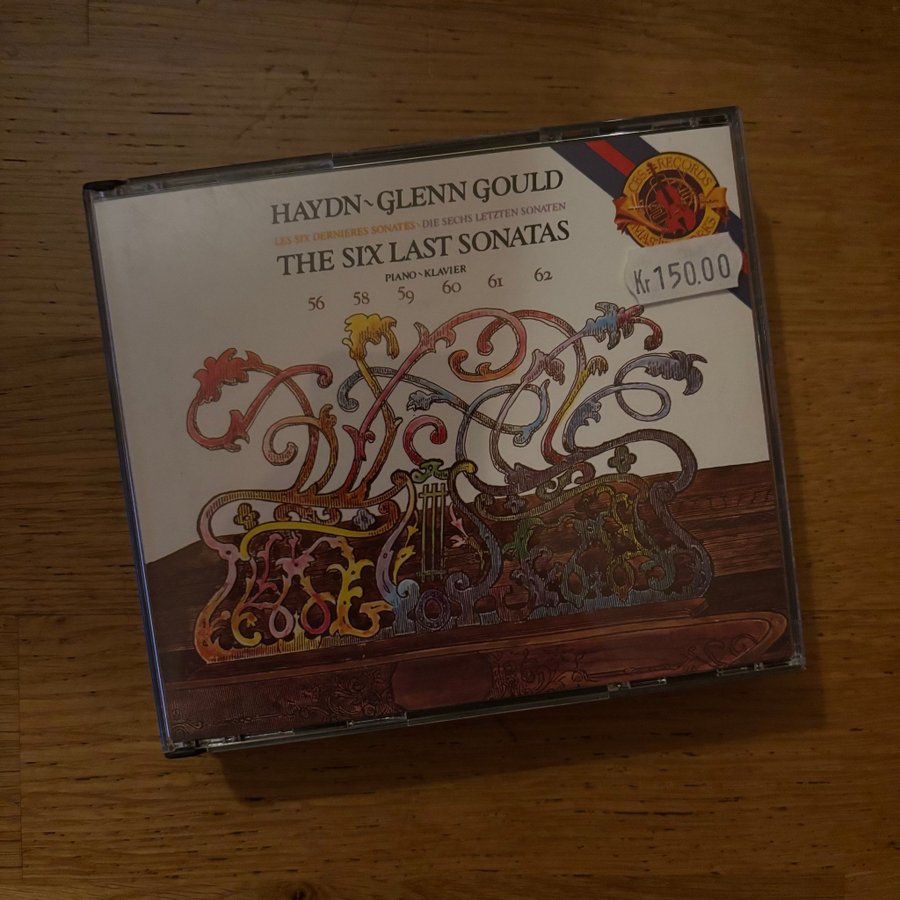 HAYDN~GLENN GOULD
LES SIX DERNIERES SONATES~DIE SECHS LETZTEN SONATEN
THE SIX LAST SONATAS
PIANO~KLAVIER
56 58 59 60 61 62
CBS RECORDS
MASTERWORKS
Kr 150.00